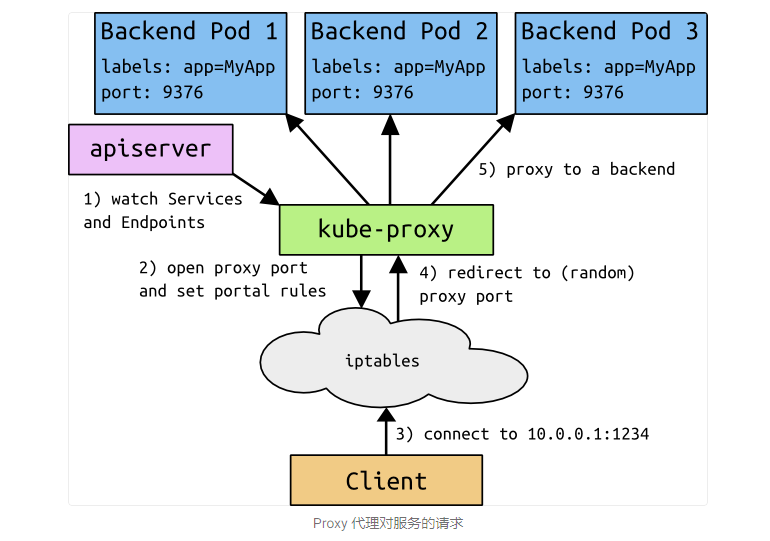 Backend Pod 1
labels: app=MyApp
port: 9376
Backend Pod 2
labels: app=MyApp
port: 9376
Backend Pod 3
labels: app=MyApp
port: 9376
apiserver
1) watch Services
and Endpoints
5) proxy to a backend
kube-proxy
2) open proxy port
and set portal rules
4) redirect to (random)
proxy port
iptables
3) connect to 10.0.0.1:1234
Client
Proxy 代理对服务的请求